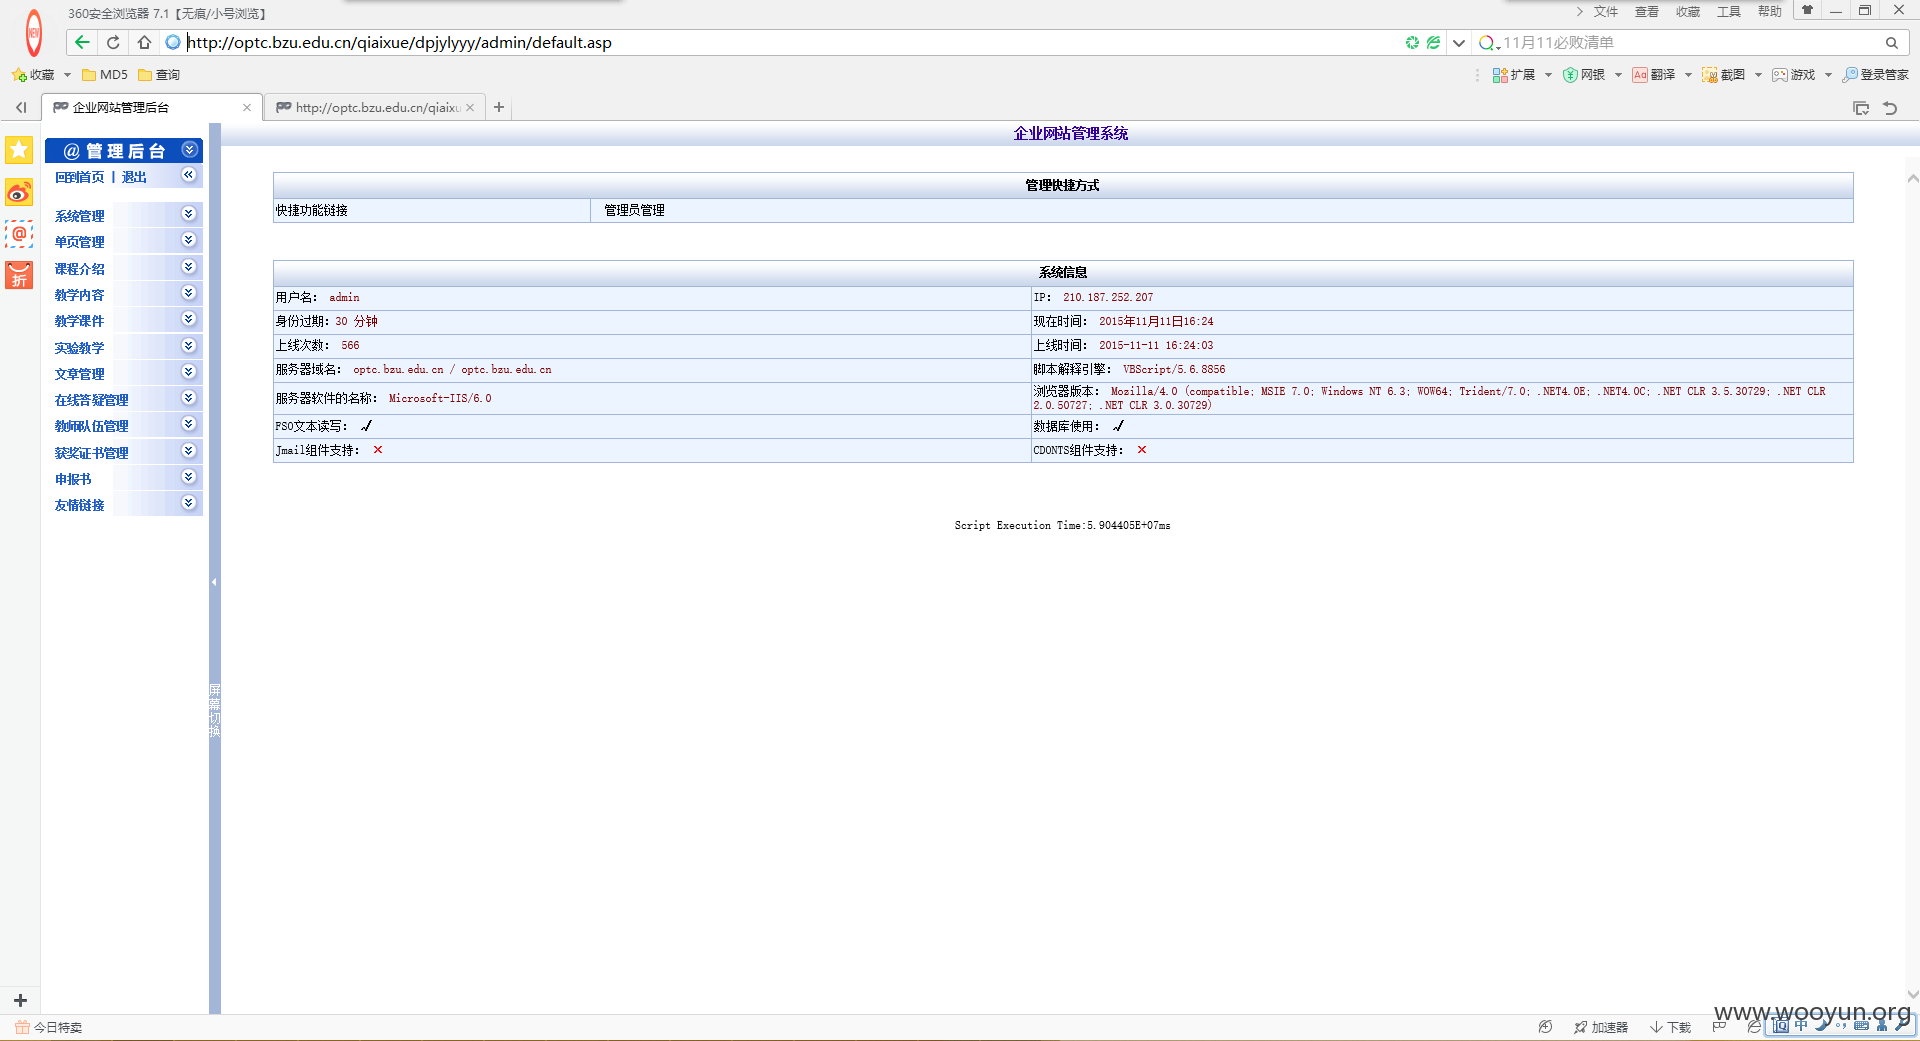 360安全浏览器 7.1【无痕/小号浏览】
文件 查看 收藏 工具 帮助
NEW
http://optc.bzu.edu.cn/qiaixue/dpjylyyy/admin/default.asp
11月11必败清单
收藏 MD5 查询
扩展 网银 Aa 翻译 截图 游戏 登录管家
企业网站管理后台
http://optc.bzu.edu.cn/qiaixu
企业网站管理系统
@ 管理后台
回到首页 | 退出
折
系统管理
单页管理
课程介绍
教学内容
教学课件
实验教学
文章管理
在线答疑管理
教师队伍管理
获奖证书管理
申报书
友情链接
屏幕切换
管理快捷方式
快捷功能链接 管理员管理
系统信息
用户名: admin IP: 210.187.252.207
身份过期: 30 分钟 现在时间: 2015年11月11日16:24
上线次数: 566 上线时间: 2015-11-11 16:24:03
服务器域名: optc.bzu.edu.cn / optc.bzu.edu.cn 脚本解释引擎: VBScript/5.6.8856
服务器软件的名称: Microsoft-IIS/6.0 浏览器版本: Mozilla/4.0 (compatible; MSIE 7.0; Windows NT 6.3; WOW64; Trident/7.0; .NET4.0E; .NET4.0C; .NET CLR 3.5.30729; .NET CLR
2.0.50727; .NET CLR 3.0.30729)
FSO文本读写: ✓ 数据库使用: ✓
Jmail组件支持: × CDONTS组件支持: ×
Script Execution Time:5.904405E+07ms
www.wooyun.org
今日特卖
加速器 下载
中